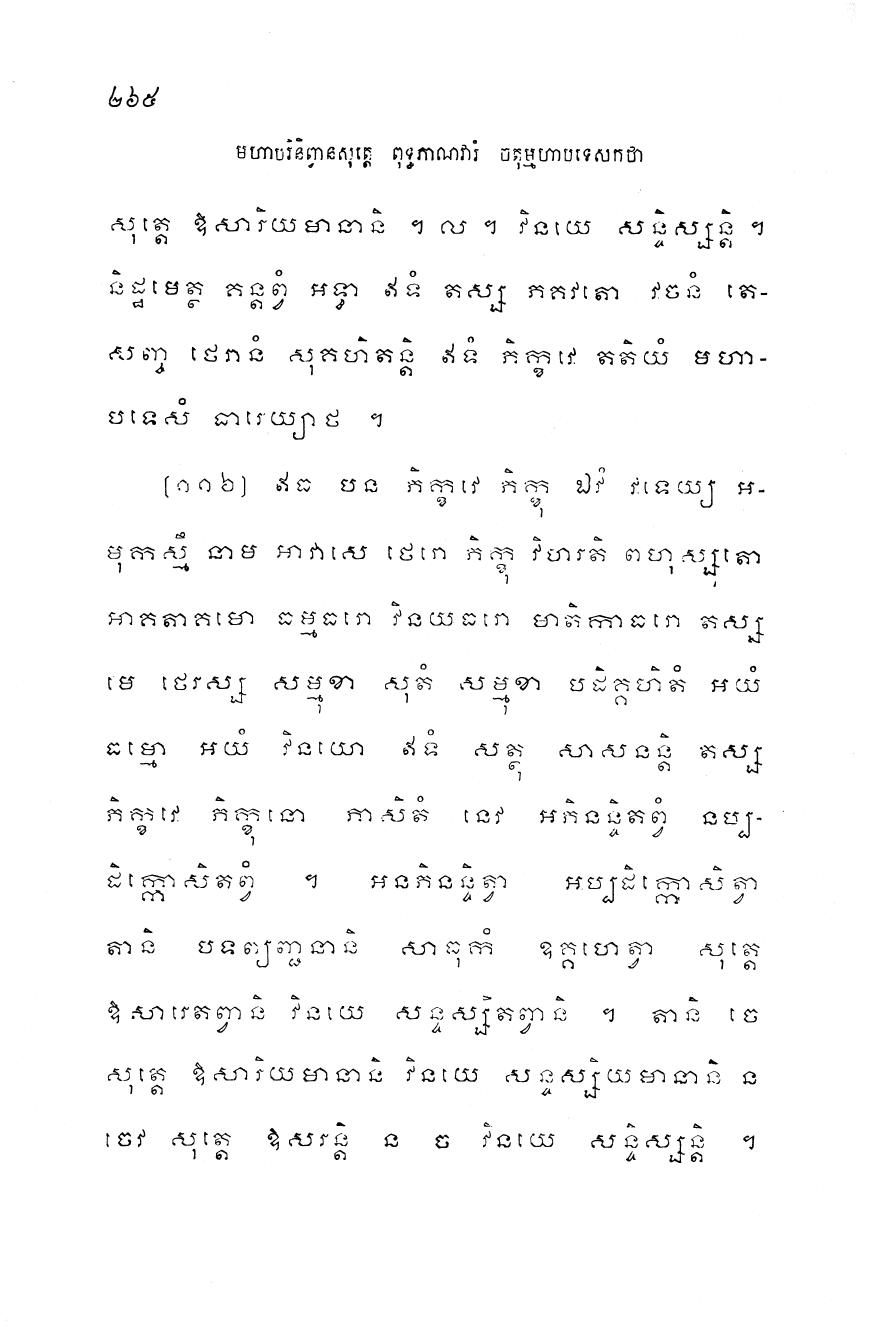 ២៦៥
មហាបរិនិព្វានសុត្តេ ពុទ្ធភាណវារំ ចតុម្មហាបទេសកថា
សុត្តេ ឱសារិយមានានិ ។ ល ។ វិនយេ សន្ទិស្សន្តិ ។
និដ្ឋមេត្ថ គន្តព្វំ អទ្ធា ឥទំ តស្ស ភគវតោ វចនំ តេ-
សញ្ច ថេរានំ សុគហិតន្តិ ឥទំ ភិក្ខវេ តតិយំ មហា-
បទេសំ ធារេយ្យាថ ។
[១១៦] ឥធ បន ភិក្ខវេ ភិក្ខុ ឯវំ វទេយ្យ អ-
មុកស្មឹ នាម អាវាសេ ថេរោ ភិក្ខុ វិហរតិ ពហុស្សុតោ
អាគតាគមោ ធម្មធរោ វិនយធរោ មាតិកាធរោ តស្ស
មេ ថេរស្ស សម្មុខា សុតំ សម្មុខា បដិគ្គហិតំ អយំ
ធម្មោ អយំ វិនយោ ឥទំ សត្ថុ សាសនន្តិ តស្ស
ភិក្ខវេ ភិក្ខុនោ ភាសិតំ នេវ អភិនន្ទិតព្វំ នប្ប-
ដិក្កោសិតព្វំ ។ អនភិនន្ទិត្វា អប្បដិក្កោសិត្វា
តានិ បទព្យញ្ជនានិ សាធុកំ ឧគ្គហេត្វា សុត្តេ
ឱសារេតព្វានិ វិនយេ សន្ទស្សិតព្វានិ ។ តានិ ចេ
សុត្តេ ឱសារិយមានានិ វិនយេ សន្ទស្សិយមានានិ ន
ចេវ សុត្តេ ឱសរន្តិ ន ច វិនយេ សន្ទិស្សន្តិ ។